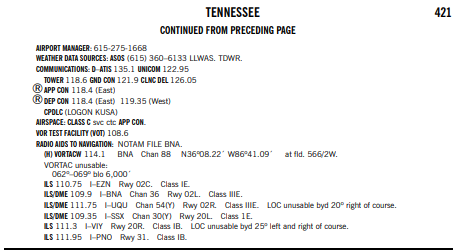 TENNESSEE 421
CONTINUED FROM PRECEDING PAGE
AIRPORT MANAGER: 615-275-1668
WEATHER DATA SOURCES: ASOS (615) 360–6133 LLWAS. TDWR.
COMMUNICATIONS: D–ATIS 135.1 UNICOM 122.95
TOWER 118.6 GND CON 121.9 CLNC DEL 126.05
Ⓡ APP CON 118.4 (East)
Ⓡ DEP CON 118.4 (East) 119.35 (West)
CPDLC (LOGON KUSA)
AIRSPACE: CLASS C svc ctc APP CON.
VOR TEST FACILITY (VOT) 108.6
RADIO AIDS TO NAVIGATION: NOTAM FILE BNA.
(H) VORTACW 114.1 BNA Chan 88 N36°08.22´ W86°41.09´ at fld. 566/2W.
VORTAC unusable:
062°–069° blo 6,000´
ILS 110.75 I–EZN Rwy 02C. Class IE.
ILS/DME 109.9 I–BNA Chan 36 Rwy 02L. Class IIIE.
ILS/DME 111.75 I–UQU Chan 54(Y) Rwy 02R. Class IIIE. LOC unusable byd 20° right of course.
ILS/DME 109.35 I–SSX Chan 30(Y) Rwy 20L. Class 1E.
ILS 111.3 I–VIY Rwy 20R. Class IB. LOC unusable byd 25° left and right of course.
ILS 111.95 I–PNO Rwy 31. Class IB.